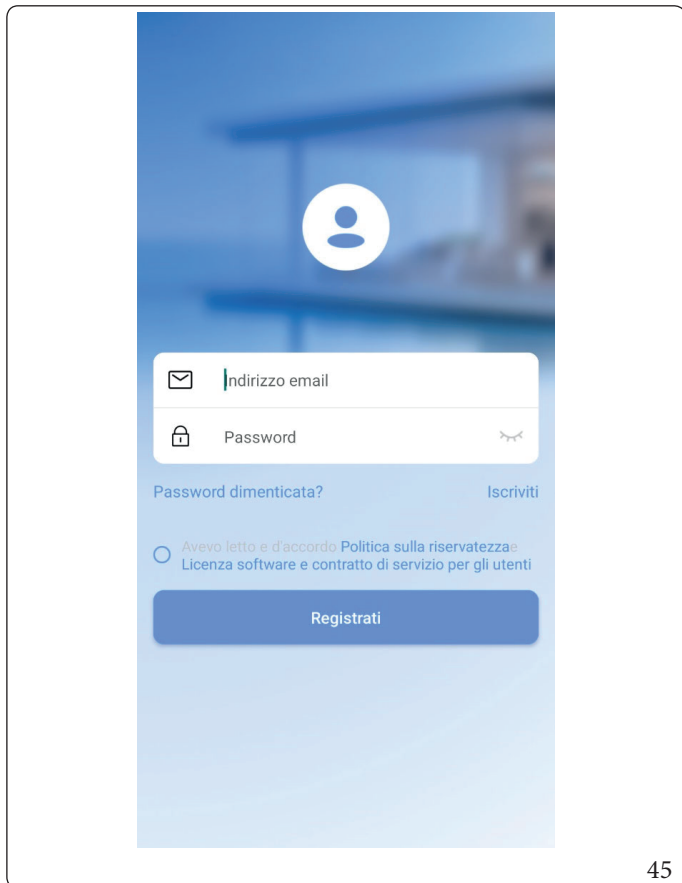 Indirizzo email
Password
Password dimenticata? Iscriviti
Avevo letto e d'accordo Politica sulla riservatezzae
Licenza software e contratto di servizio per gli utenti
Registrati
45